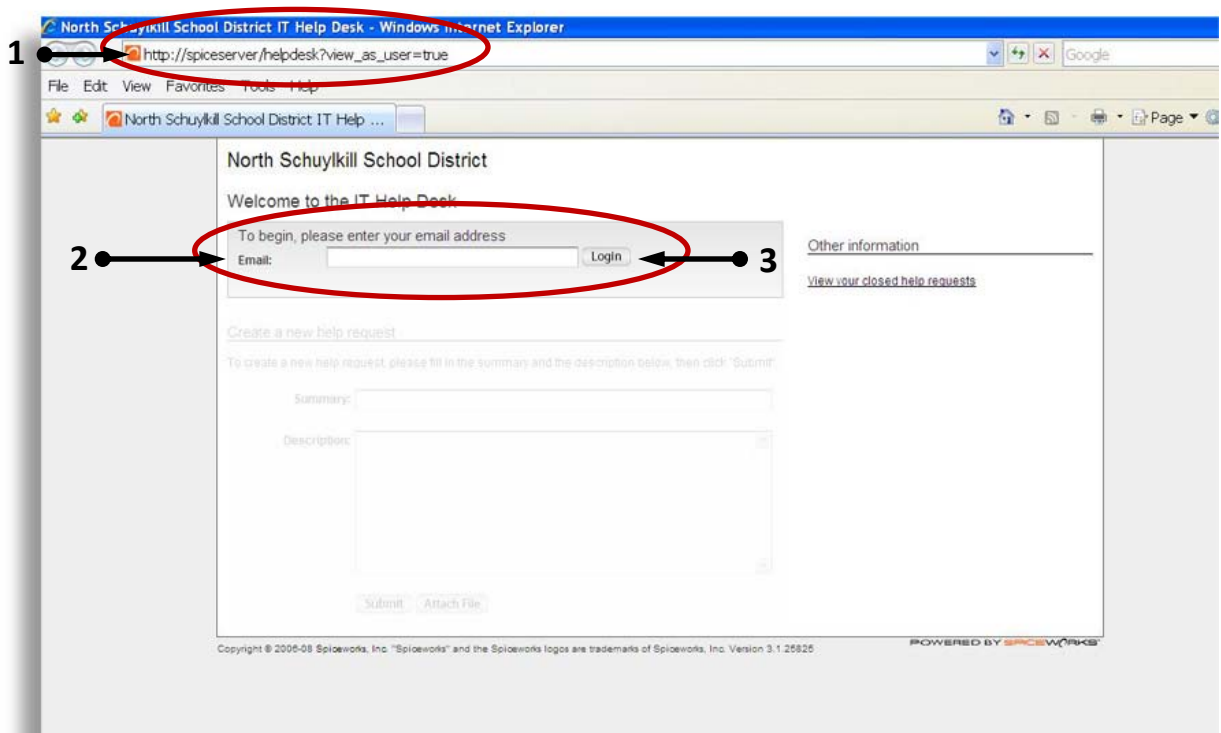 North Schuylkill School District IT Help Desk - Windows Internet Explorer
1
http://spiceserver/helpdesk?view_as_user=true
Google
File Edit View Favorites Tools Help
North Schuylkill School District IT Help ...
Page
North Schuylkill School District
Welcome to the IT Help Desk
To begin, please enter your email address
2 Email: Login 3
Other information
View your closed help requests
Create a new help request
To create a new help request, please fill in the summary and the description below, then click "Submit"
Summary:
Description:
Submit Attach File
Copyright © 2006-08 Spiceworks, Inc. "Spiceworks" and the Spiceworks logos are trademarks of Spiceworks, Inc. Version 3.1.25825
POWERED BY SPICEWORKS